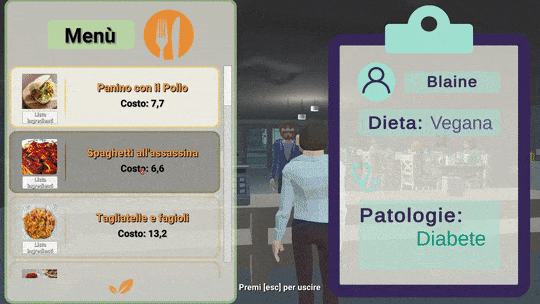 Menù
Panino con il Pollo
Costo: 7,7
Lista
Ingredienti
Spaghetti all'assassina
Costo: 6,6
Lista
Ingredienti
Tagliatelle e fagioli
Costo: 13,2
Lista
Ingredienti
Premi [esc] per uscire
Blaine
Dieta: Vegana
Patologie:
Diabete